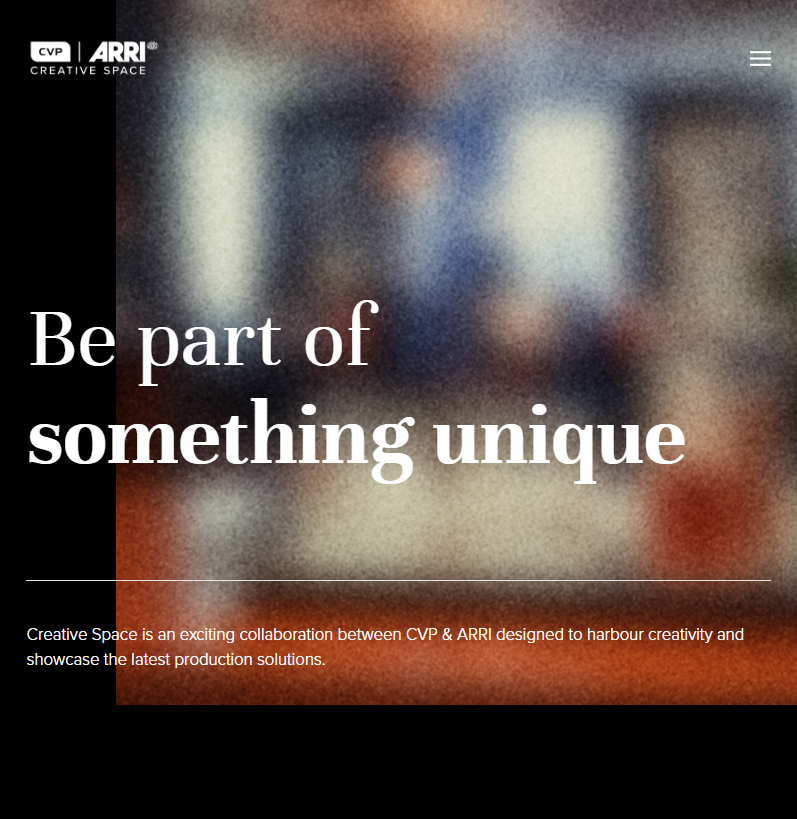 CVP | ARRI
CREATIVE SPACE
Be part of
something unique
Creative Space is an exciting collaboration between CVP & ARRI designed to harbour creativity and
showcase the latest production solutions.